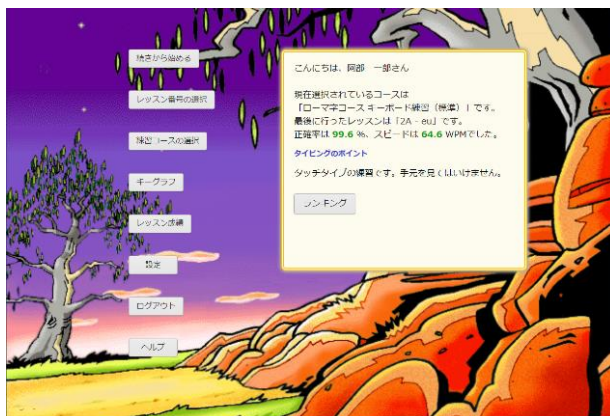 続きから始める
レッスン番号の選択
練習コースの選択
キーグラフ
レッスン成績
設定
ログアウト
ヘルプ
こんにちは、阿部　一郎さん
現在選択されているコースは
「ローマ字コース キーボード練習（標準）」です。
最後に行ったレッスンは「2A - eu」です。
正確率は 99.6 %、スピードは 64.6 WPMでした。
タイピングのポイント
タッチタイプの練習です。手元を見てはいけません。
ランキング